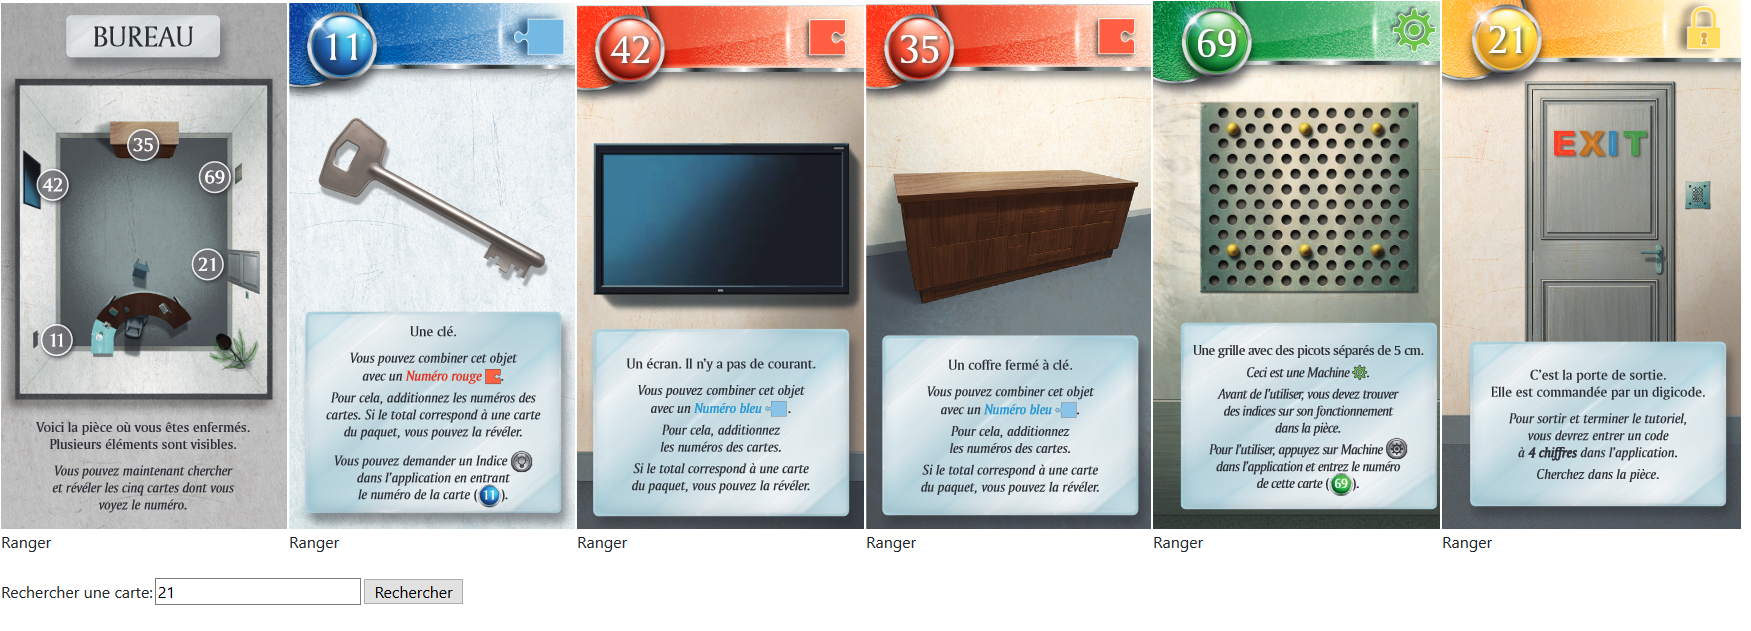 BUREAU
35
42
69
21
11
Voici la pièce où vous êtes enfermés.
Plusieurs éléments sont visibles.
Vous pouvez maintenant chercher
et révéler les cinq cartes dont vous
voyez le numéro.
Ranger
11
Une clé.
Vous pouvez combiner cet objet
avec un Numéro rouge .
Pour cela, additionnez les numéros des
cartes. Si le total correspond à une carte
du paquet, vous pouvez la révéler.
Vous pouvez demander un Indice
dans l'application en entrant
le numéro de la carte (11).
Ranger
42
Un écran. Il n'y a pas de courant.
Vous pouvez combiner cet objet
avec un Numéro bleu .
Pour cela, additionnez
les numéros des cartes.
Si le total correspond à une carte
du paquet, vous pouvez la révéler.
Ranger
35
Un coffre fermé à clé.
Vous pouvez combiner cet objet
avec un Numéro bleu .
Pour cela, additionnez
les numéros des cartes.
Si le total correspond à une carte
du paquet, vous pouvez la révéler.
Ranger
69
Une grille avec des picots séparés de 5 cm.
Ceci est une Machine .
Avant de l'utiliser, vous devez trouver
des indices sur son fonctionnement
dans la pièce.
Pour l'utiliser, appuyez sur Machine
dans l'application et entrez le numéro
de cette carte (69).
Ranger
21
EXIT
C'est la porte de sortie.
Elle est commandée par un digicode.
Pour sortir et terminer le tutoriel,
vous devrez entrer un code
à 4 chiffres dans l'application.
Cherchez dans la pièce.
Ranger
Rechercher une carte: 21 Rechercher